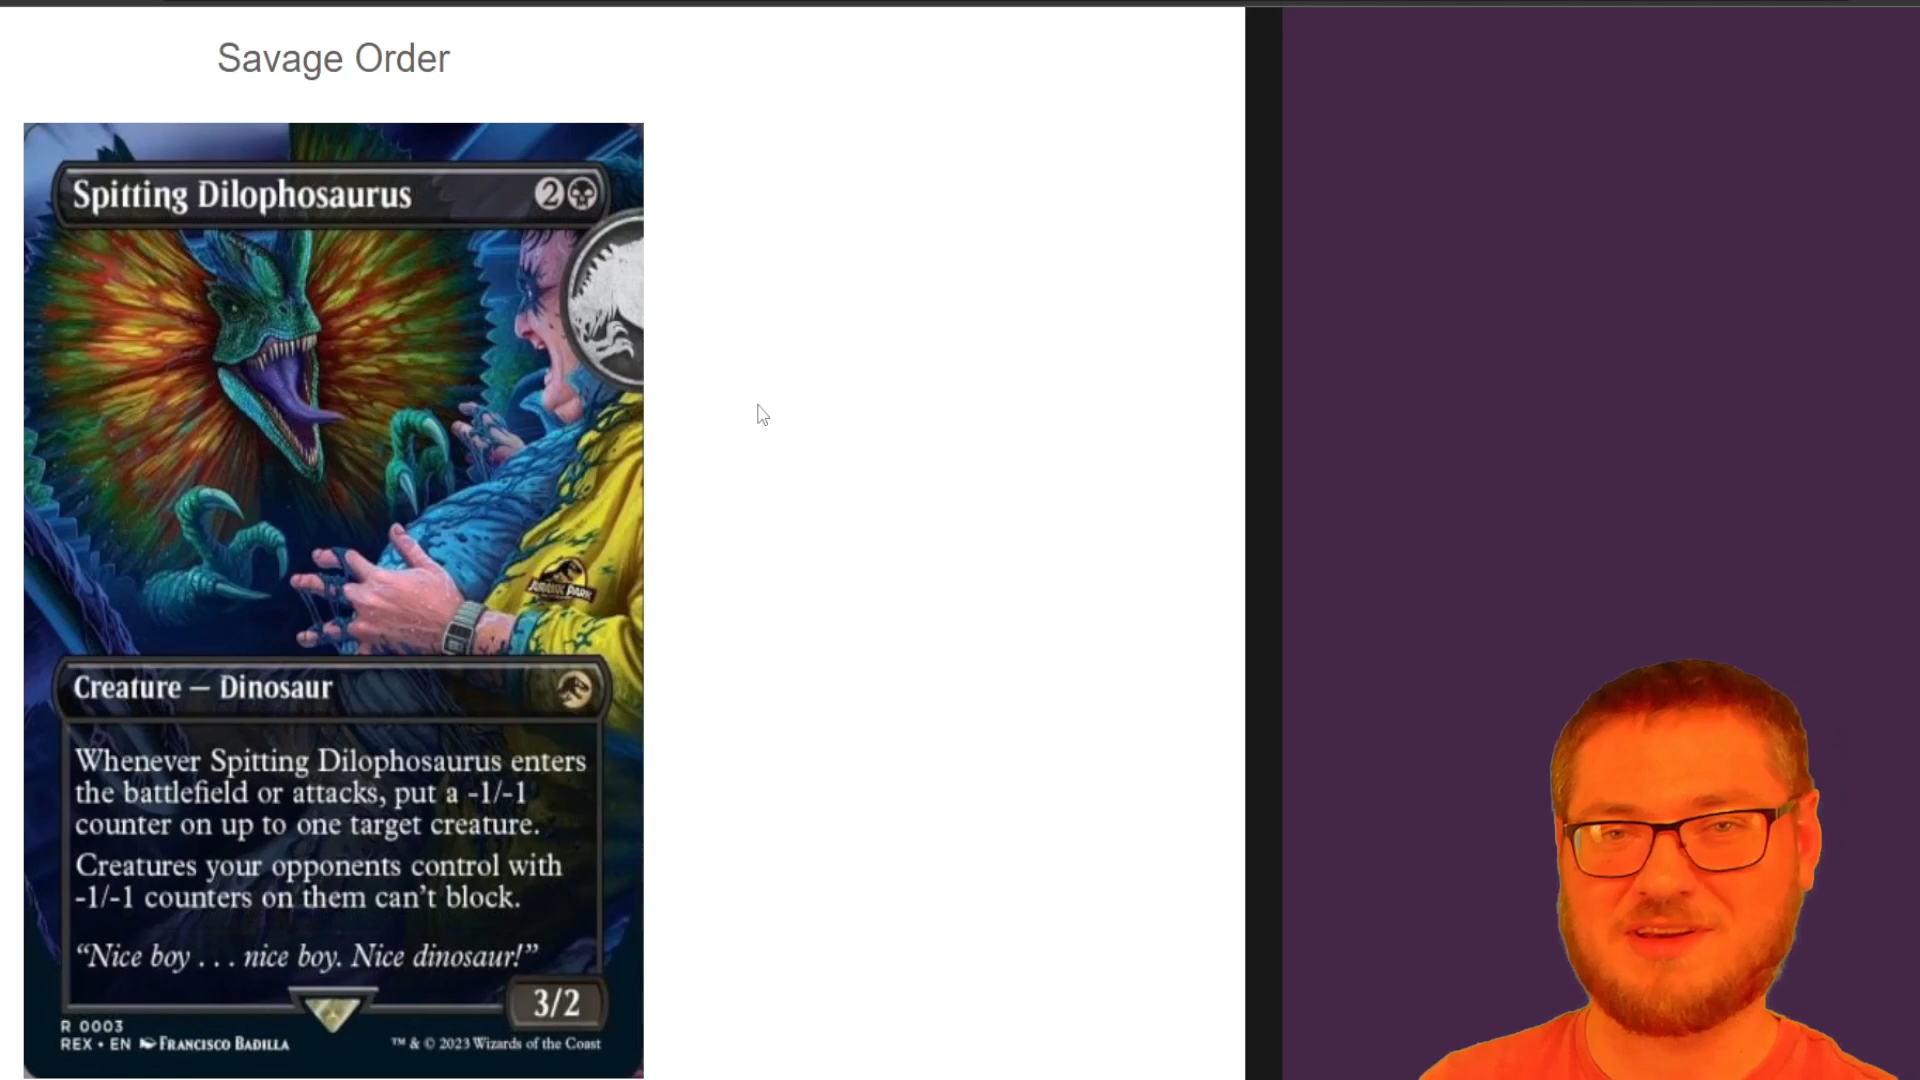 Savage Order
Spitting Dilophosaurus 2
JURASSIC PARK
Creature — Dinosaur
Whenever Spitting Dilophosaurus enters
the battlefield or attacks, put a -1/-1
counter on up to one target creature.
Creatures your opponents control with
-1/-1 counters on them can't block.
“Nice boy . . . nice boy. Nice dinosaur!”
3/2
R 0003
REX • EN FRANCISCO BADILLA
™ & © 2023 Wizards of the Coast